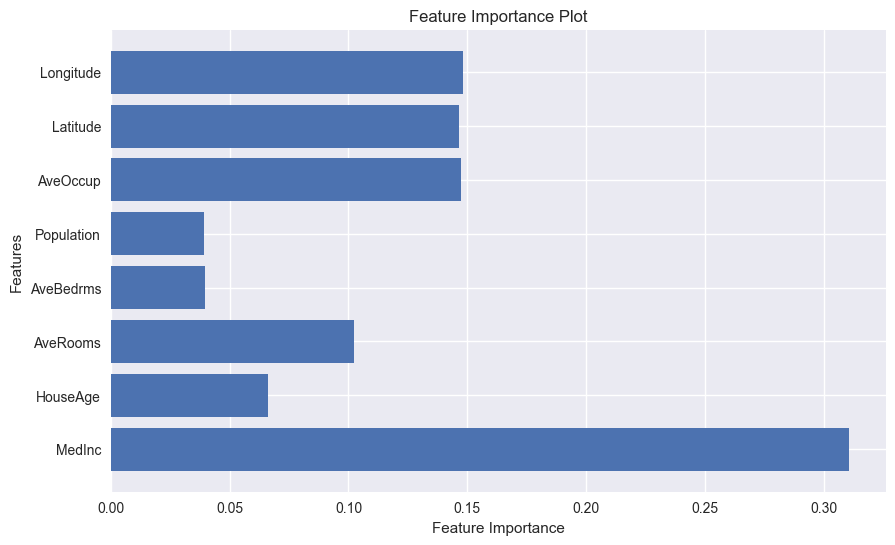 Feature Importance Plot
Features
Longitude
Latitude
AveOccup
Population
AveBedrms
AveRooms
HouseAge
MedInc
0.00 0.05 0.10 0.15 0.20 0.25 0.30
Feature Importance